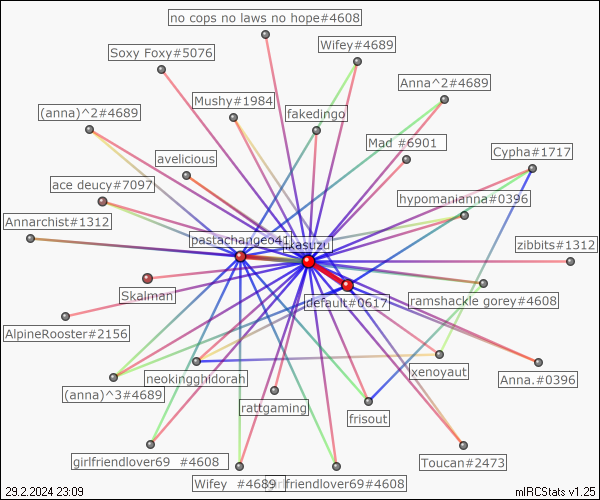 no cops no laws no hope#4608
Wifey#4689
Soxy Foxy#5076
Anna^2#4689
Mushy#1984
(anna)^2#4689
fakedingo
Mad #6901
Cypha#1717
avelicious
ace deucy#7097
hypomanianna#0396
Annarchist#1312
pastachangeo41
kasuzu
zibbits#1312
Skalman
default#0617
ramshackle gorey#4608
AlpineRooster#2156
xenoyaut
neokingghidorah
Anna.#0396
(anna)^3#4689
rattgaming
frisout
girlfriendlover69 #4608
Toucan#2473
Wifey #4689
girlfriendlover69#4608
29.2.2024 23:09
mIRCStats v1.25